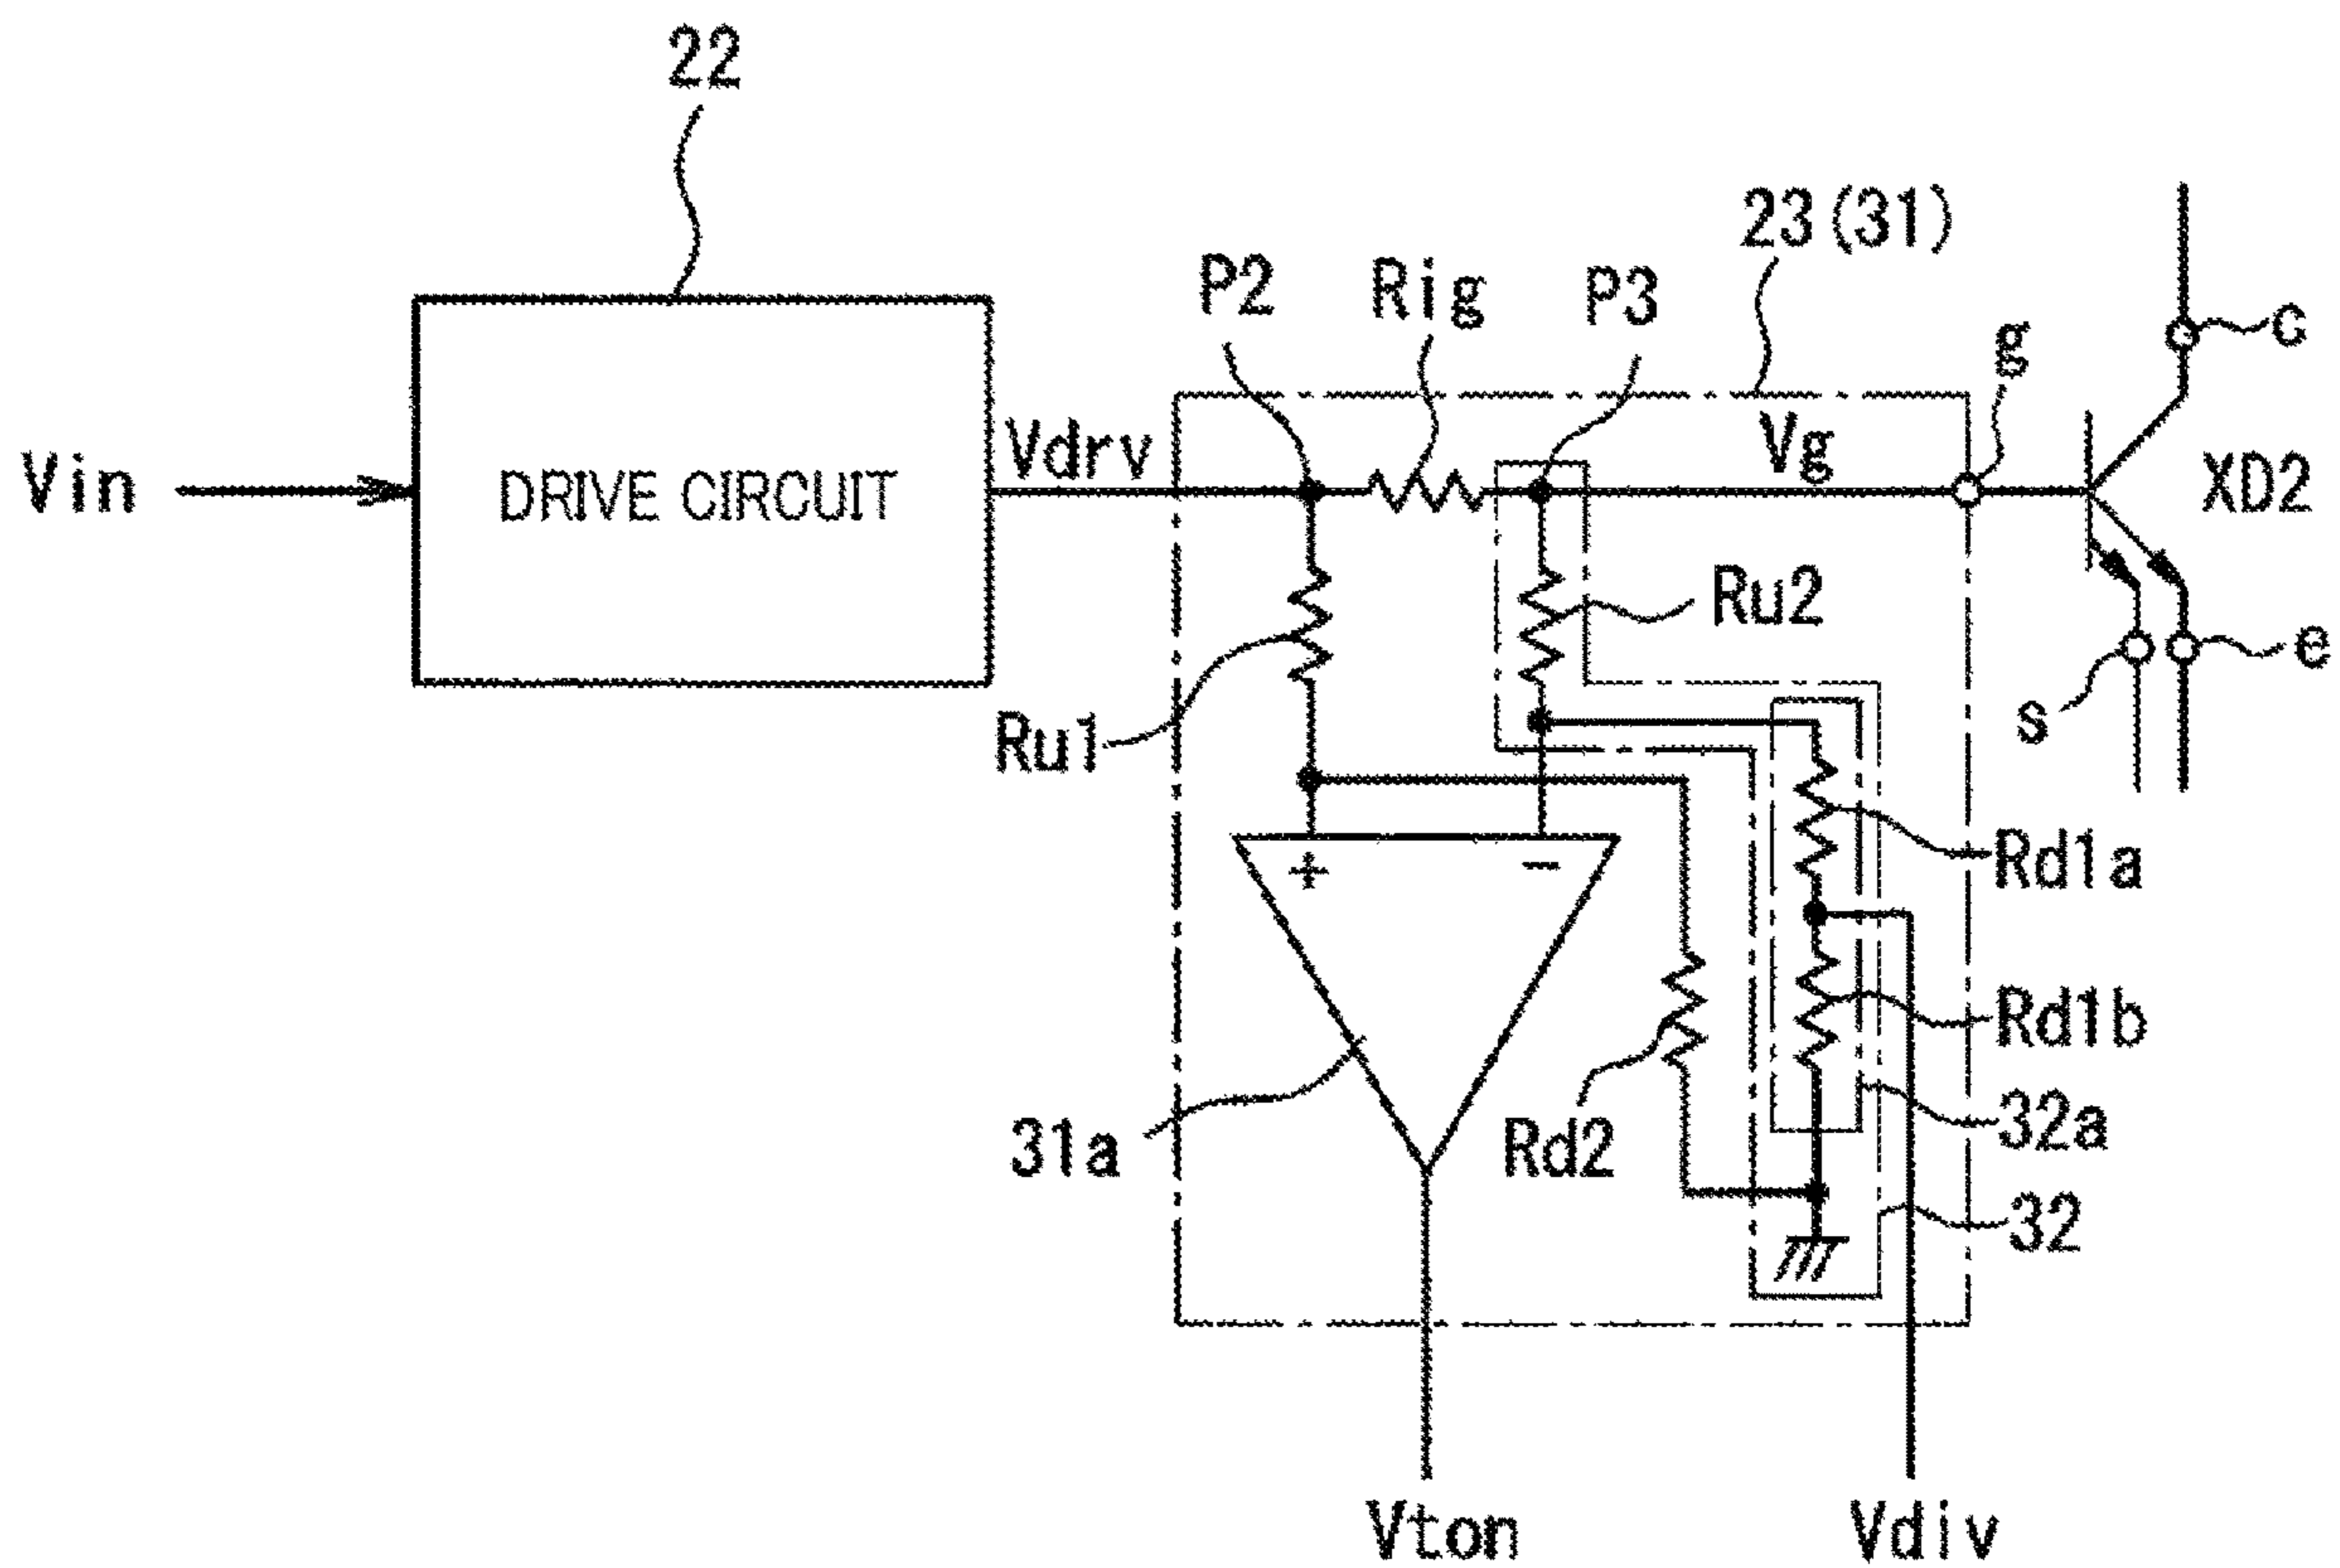 22
23(31)
P2
Rig
P3
g
c
Vin
DRIVE CIRCUIT
Vdrv
Vg
XD2
Ru2
Ru1
s
e
+
−
Rd1a
Rd1b
31a
Rd2
32a
32
Vton
Vdiv